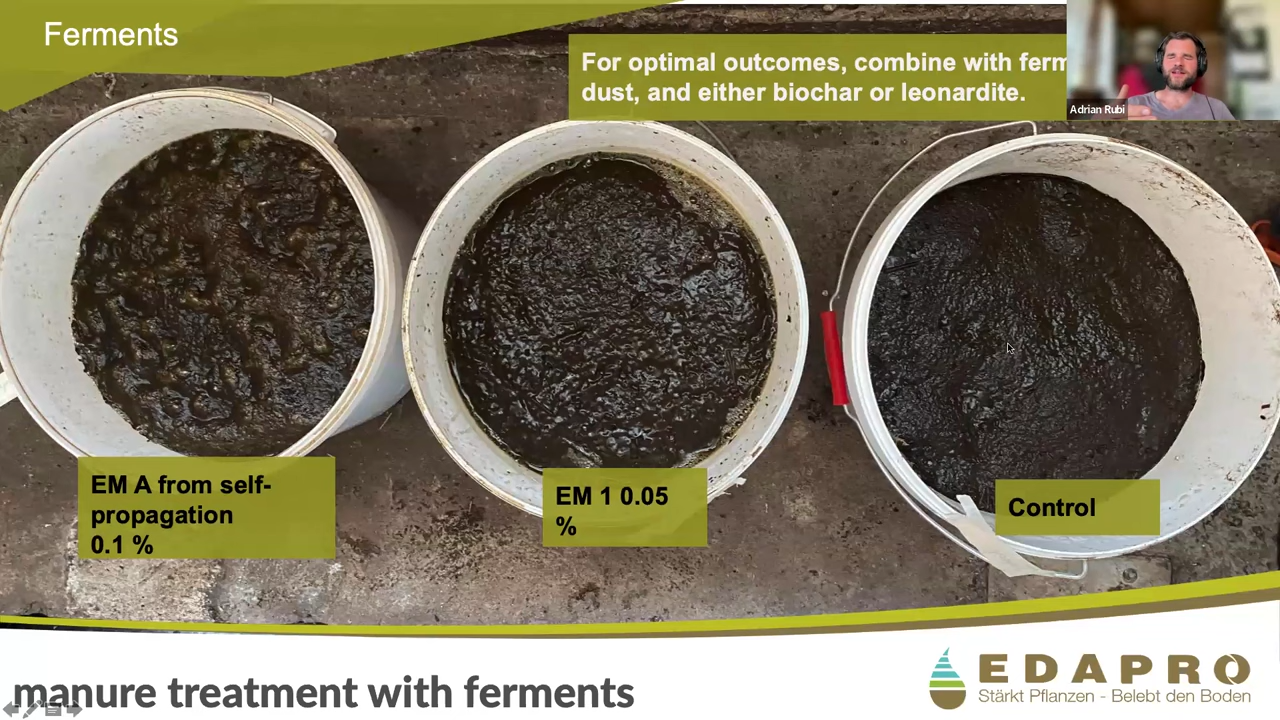 Ferments
For optimal outcomes, combine with
dust, and either biochar or leonardite.
Adrian Rubi
EM A from self-
propagation
0.1 %
EM 1 0.05
%
Control
manure treatment with ferments
EDAPRO
Stärkt Pflanzen - Belebt den Boden